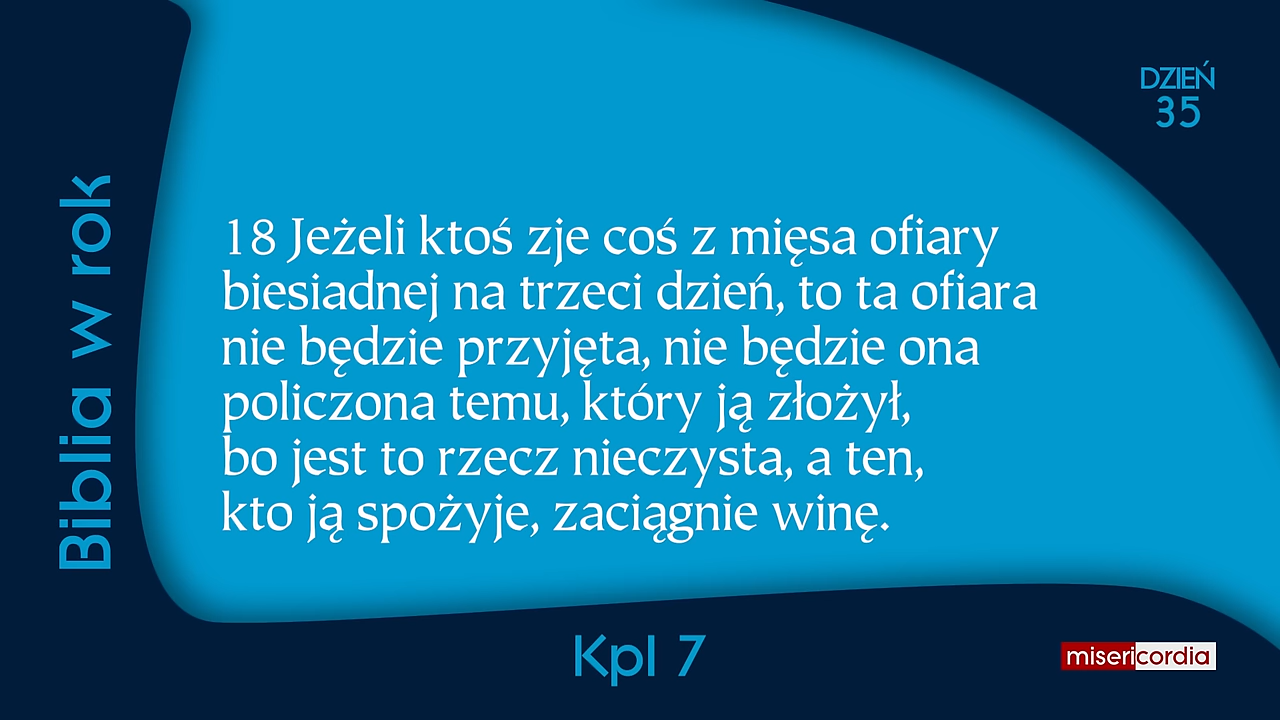 DZIEŃ
35
Biblia w rok
18 Jeżeli ktoś zje coś z mięsa ofiary
biesiadnej na trzeci dzień, to ta ofiara
nie będzie przyjęta, nie będzie ona
policzona temu, który ją złożył,
bo jest to rzecz nieczysta, a ten,
kto ją spożyje, zaciągnie winę.
Kpl 7
misericordia